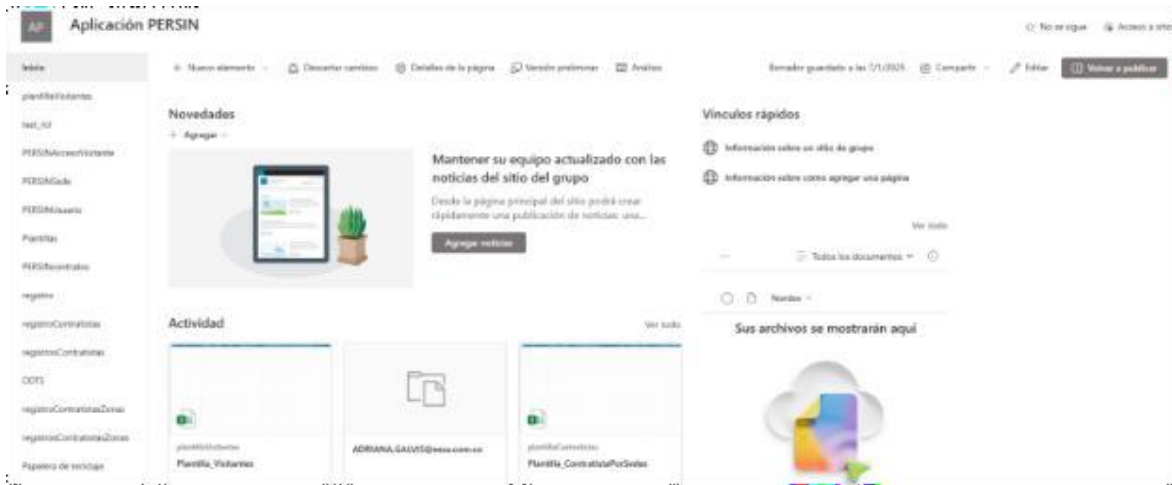 AP
Aplicación PERSIN
No se sigue
Acceso a sitio
Inicio
+ Nuevo elemento
Descartar cambios
Detalles de la página
Versión preliminar
Análisis
Borrador guardado a las 7/1/2025
Compartir
Editar
Volver a publicar
plantillaVisitantes
test_rcl
PERSINAccesoVisitante
PERSINSede
PERSINUsuario
Plantillas
PERSINcontratos
registro
registroContratistas
registrosContratistas
ODTS
registroContratistasZonas
registrosContratistasZonas
Papelera de reciclaje
Novedades
+ Agregar
Mantener su equipo actualizado con las
noticias del sitio del grupo
Desde la página principal del sitio podrá crear
rápidamente una publicación de noticias: una...
Agregar noticias
Actividad
Ver todo
plantillaVisitantes
Plantilla_Visitantes
plantillaContratistas
Plantilla_ContratistaPorSedes
Vínculos rápidos
Información sobre un sitio de grupo
Información sobre cómo agregar una página
Ver todo
Todos los documentos
Nombre
Sus archivos se mostrarán aquí